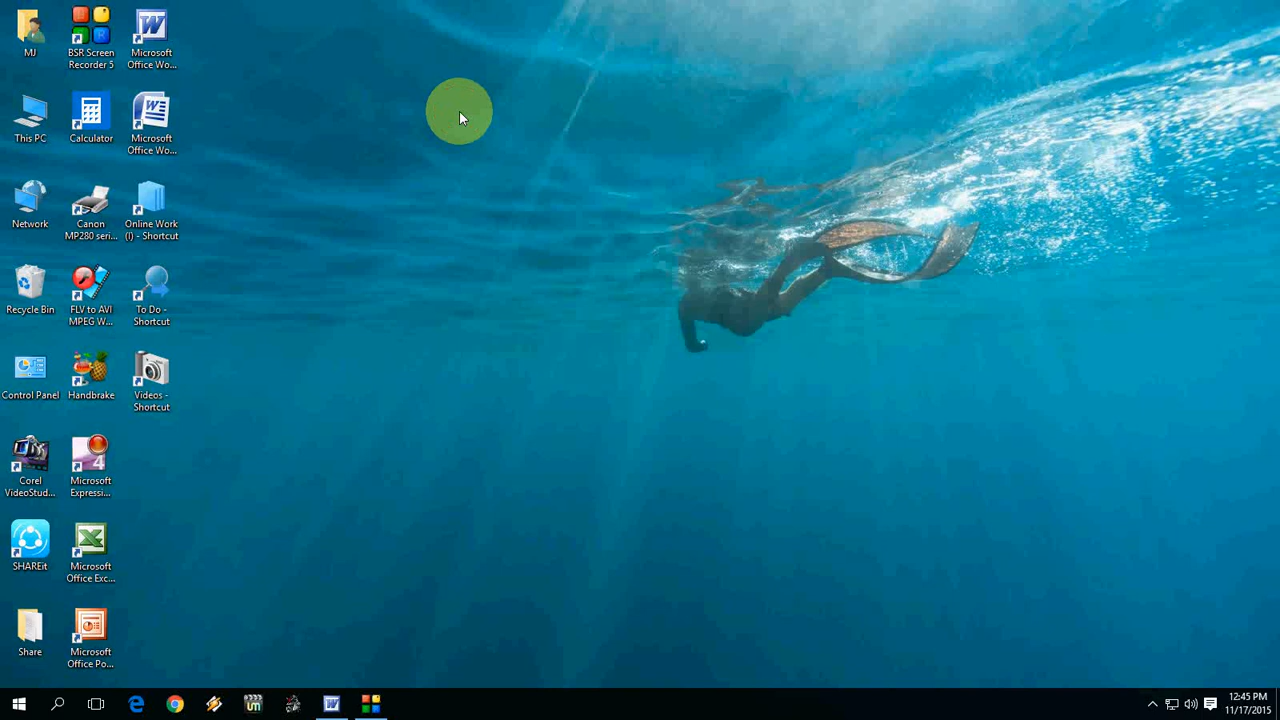 MJ
BSR Screen
Recorder 5
Microsoft
Office Wo...
This PC
Calculator
Microsoft
Office Wo...
Network
Canon
MP280 seri...
Online Work
(I) - Shortcut
Recycle Bin
FLV to AVI
MPEG W...
To Do -
Shortcut
Control Panel
Handbrake
Videos -
Shortcut
Corel
VideoStud...
Microsoft
Expressi...
SHAREit
Microsoft
Office Exc...
Share
Microsoft
Office Po...
12:45 PM
11/17/2015